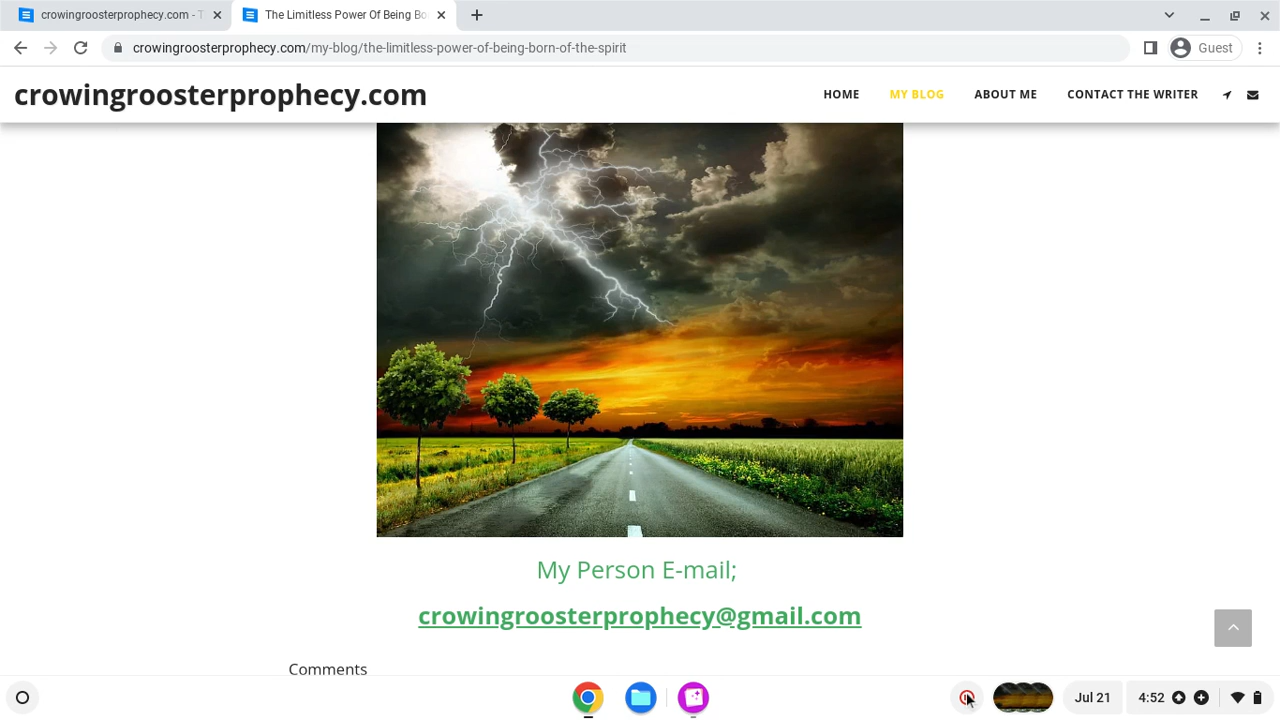 crowingroosterprophecy.com - T
The Limitless Power Of Being Bo
crowingroosterprophecy.com/my-blog/the-limitless-power-of-being-born-of-the-spirit
Guest
crowingroosterprophecy.com
HOME
MY BLOG
ABOUT ME
CONTACT THE WRITER
My Person E-mail;
crowingroosterprophecy@gmail.com
Comments
Jul 21
4:52